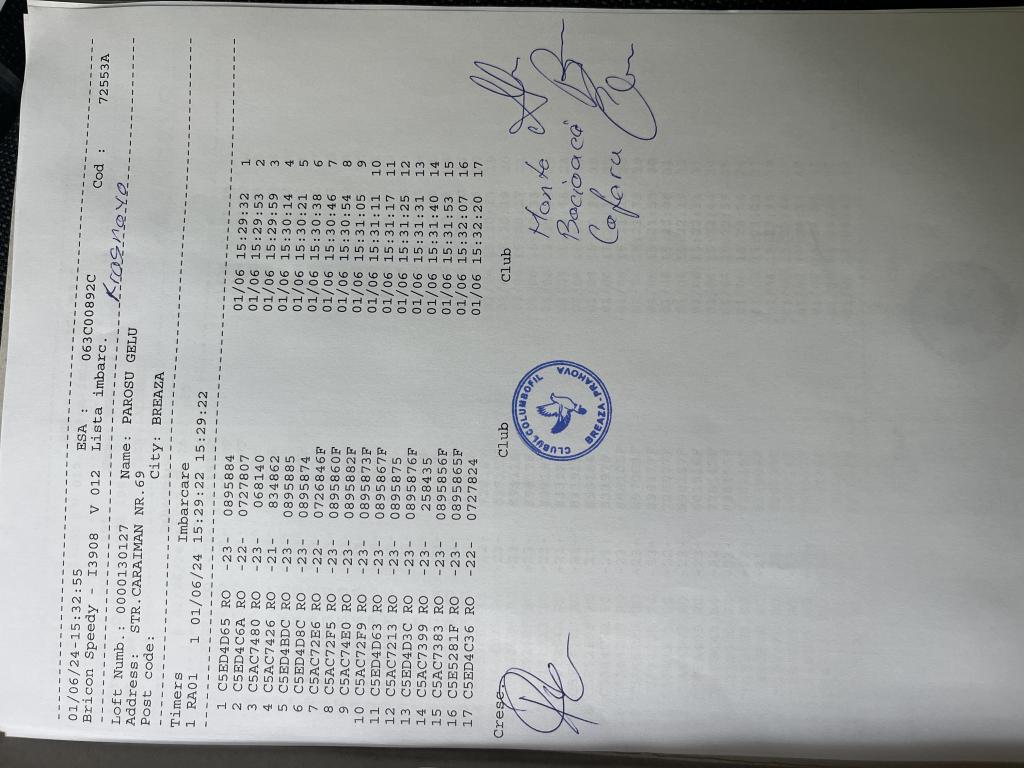 01/06/24-15:32:55 ESA : 063C00892C
Bricon Speedy - I3908 V 012 Lista imbarc. Cod : 72553A
Krasnaya
Loft Numb.: 0000130127 Name: PAROSU GELU
Address: STR.CARAIMAN NR.69
Post code: City: BREAZA
Timers Imbarcare
1 RA01 1 01/06/24 15:29:22 15:29:22
1 C5ED4D65 RO -23- 0895884 01/06 15:29:32 1
2 C5ED4C6A RO -22- 0727807 01/06 15:29:53 2
3 C5AC7480 RO -23- 068140 01/06 15:29:59 3
4 C5AC7426 RO -21- 834862 01/06 15:30:14 4
5 C5ED4BDC RO -23- 0895885 01/06 15:30:21 5
6 C5ED4D8C RO -23- 0895874 01/06 15:30:38 6
7 C5AC72E6 RO -22- 0726846F 01/06 15:30:46 7
8 C5AC72F5 RO -23- 0895860F 01/06 15:30:54 8
9 C5AC74E0 RO -23- 0895882F 01/06 15:31:05 9
10 C5AC72F9 RO -23- 0895873F 01/06 15:31:11 10
11 C5ED4D63 RO -23- 0895867F 01/06 15:31:17 11
12 C5AC7213 RO -23- 0895875 01/06 15:31:25 12
13 C5ED4D3C RO -23- 0895876F 01/06 15:31:31 13
14 C5AC7399 RO -23- 258435 01/06 15:31:40 14
15 C5AC7383 RO -23- 0895856F 01/06 15:31:53 15
16 C5E5281F RO -23- 0895865F 01/06 15:32:07 16
17 C5ED4C36 RO -22- 0727824 01/06 15:32:20 17
Club Club
CLUBUL COLUMBOFIL
BREAZA-PRAHOVA
Bacioacă